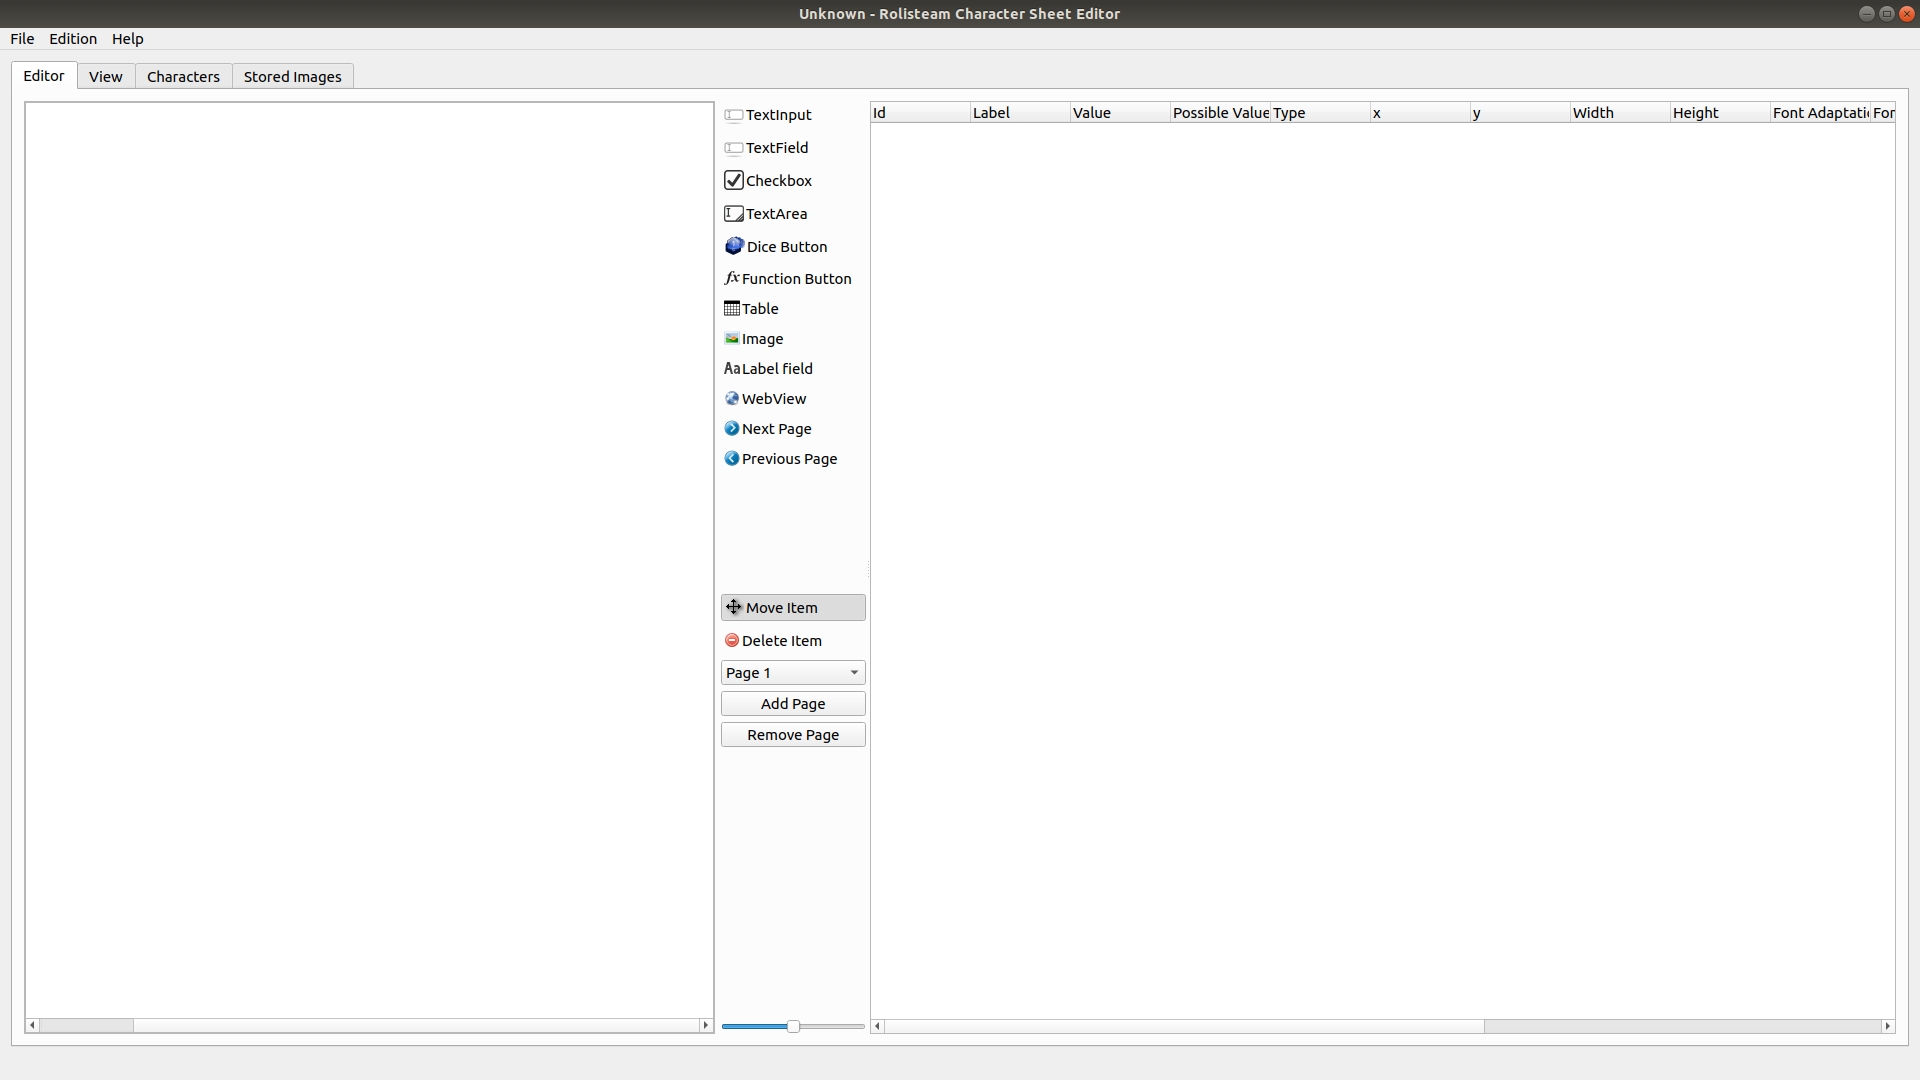 Unknown - Rolisteam Character Sheet Editor
File Edition Help
Editor View Characters Stored Images
Id Label Value Possible Value Type x y Width Height Font Adaptati For
TextInput
TextField
Checkbox
TextArea
Dice Button
fx Function Button
Table
Image
Aa Label field
WebView
Next Page
Previous Page
Move Item
Delete Item
Page 1
Add Page
Remove Page